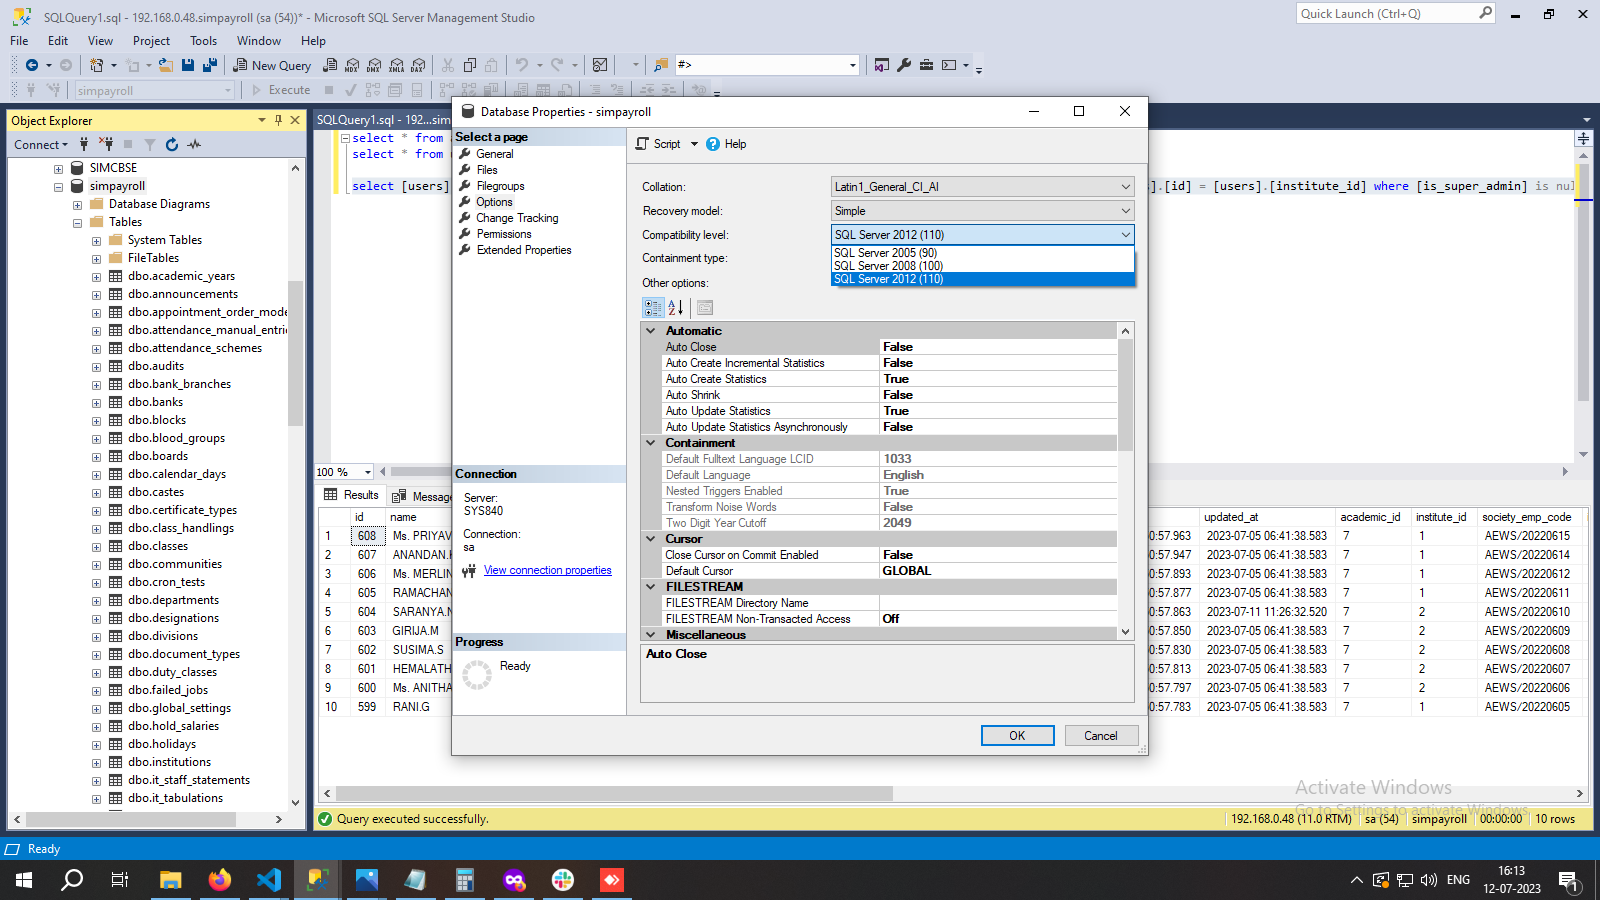 SQLQuery1.sql - 192.168.0.48.simpayroll (sa (54))* - Microsoft SQL Server Management Studio
Quick Launch (Ctrl+Q)
File Edit View Project Tools Window Help
New Query
MDX DMX XMLA DAX
#>
simpayroll
Execute
Object Explorer
Connect
SIMCBSE
simpayroll
Database Diagrams
Tables
System Tables
FileTables
dbo.academic_years
dbo.announcements
dbo.appointment_order_mode
dbo.attendance_manual_entri
dbo.attendance_schemes
dbo.audits
dbo.bank_branches
dbo.banks
dbo.blocks
dbo.blood_groups
dbo.boards
dbo.calendar_days
dbo.castes
dbo.certificate_types
dbo.class_handlings
dbo.classes
dbo.communities
dbo.cron_tests
dbo.departments
dbo.designations
dbo.divisions
dbo.document_types
dbo.duty_classes
dbo.failed_jobs
dbo.global_settings
dbo.hold_salaries
dbo.holidays
dbo.institutions
dbo.it_staff_statements
dbo.it_tabulations
SQLQuery1.sql - 192...sim
select * from
select * from
select [users]
].[id] = [users].[institute_id] where [is_super_admin] is nul
100 %
Results
Message
id name
1 608 Ms. PRIYAV
2 607 ANANDAN.
3 606 Ms. MERLIN
4 605 RAMACHAN
5 604 SARANYA.
6 603 GIRIJA.M
7 602 SUSIMA.S
8 601 HEMALATH
9 600 Ms. ANITHA
10 599 RANI.G
updated_at academic_id institute_id society_emp_code
0:57.963 2023-07-05 06:41:38.583 7 1 AEWS/20220615
0:57.947 2023-07-05 06:41:38.583 7 1 AEWS/20220614
0:57.893 2023-07-05 06:41:38.583 7 1 AEWS/20220612
0:57.877 2023-07-05 06:41:38.583 7 1 AEWS/20220611
0:57.863 2023-07-11 11:26:32.520 7 2 AEWS/20220610
0:57.850 2023-07-05 06:41:38.583 7 2 AEWS/20220609
0:57.830 2023-07-05 06:41:38.583 7 2 AEWS/20220608
0:57.813 2023-07-05 06:41:38.583 7 2 AEWS/20220607
0:57.797 2023-07-05 06:41:38.583 7 2 AEWS/20220606
0:57.783 2023-07-05 06:41:38.583 7 1 AEWS/20220605
Database Properties - simpayroll
Select a page
General
Files
Filegroups
Options
Change Tracking
Permissions
Extended Properties
Connection
Server:
SYS840
Connection:
sa
View connection properties
Progress
Ready
Script
Help
Collation: Latin1_General_CI_AI
Recovery model: Simple
Compatibility level: SQL Server 2012 (110)
SQL Server 2005 (90)
Containment type: SQL Server 2008 (100)
SQL Server 2012 (110)
Other options:
A
Z
Automatic
Auto Close False
Auto Create Incremental Statistics False
Auto Create Statistics True
Auto Shrink False
Auto Update Statistics True
Auto Update Statistics Asynchronously False
Containment
Default Fulltext Language LCID 1033
Default Language English
Nested Triggers Enabled True
Transform Noise Words False
Two Digit Year Cutoff 2049
Cursor
Close Cursor on Commit Enabled False
Default Cursor GLOBAL
FILESTREAM
FILESTREAM Directory Name
FILESTREAM Non-Transacted Access Off
Miscellaneous
Auto Close
OK
Cancel
Activate Windows
Go to Settings to activate Windows.
Query executed successfully.
192.168.0.48 (11.0 RTM) sa (54) simpayroll 00:00:00 10 rows
Ready
ENG
16:13
12-07-2023
1